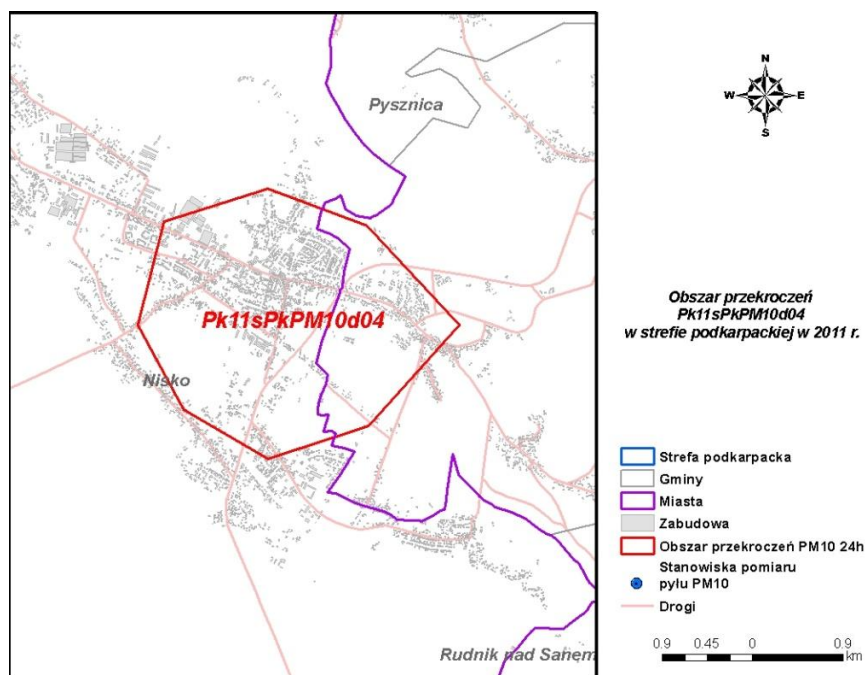 Pysznica
Pk11sPkPM10d04
Nisko
Rudnik nad Sanem
N
W E
S
Obszar przekroczeń
Pk11sPkPM10d04
w strefie podkarpackiej w 2011 r.
Strefa podkarpacka
Gminy
Miasta
Zabudowa
Obszar przekroczeń PM10 24h
Stanowiska pomiaru
pyłu PM10
Drogi
0.9 0.45 0 0.9
km